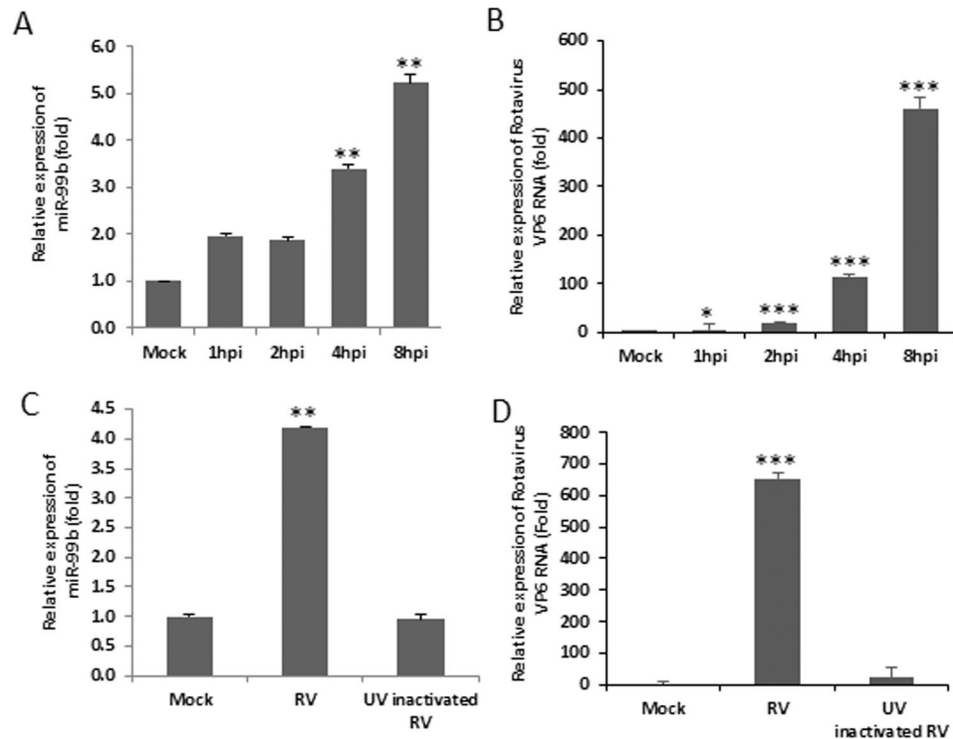 A
Relative expression of
miR-99b (fold)
6.0
5.0
4.0
3.0
2.0
1.0
0.0
**
**
Mock 1hpi 2hpi 4hpi 8hpi
B
Relative expression of Rotavirus
VP6 RNA (fold)
600
500
400
300
200
100
0
*
***
***
***
Mock 1hpi 2hpi 4hpi 8hpi
C
Relative expression of
miR-99b (fold)
4.5
4.0
3.5
3.0
2.5
2.0
1.5
1.0
0.5
0.0
**
Mock RV UV inactivated
RV
D
Relative expression of Rotavirus
VP6 RNA (Fold)
800
700
600
500
400
300
200
100
0
***
Mock RV UV
inactivated RV